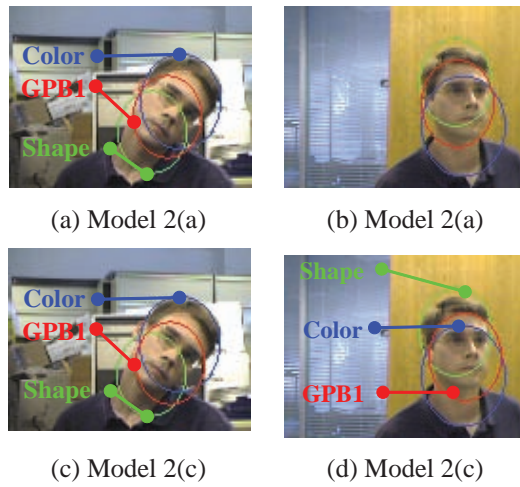 Color
GPB1
Shape
(a) Model 2(a)
(b) Model 2(a)
Color
GPB1
Shape
Shape
Color
GPB1
(c) Model 2(c)
(d) Model 2(c)